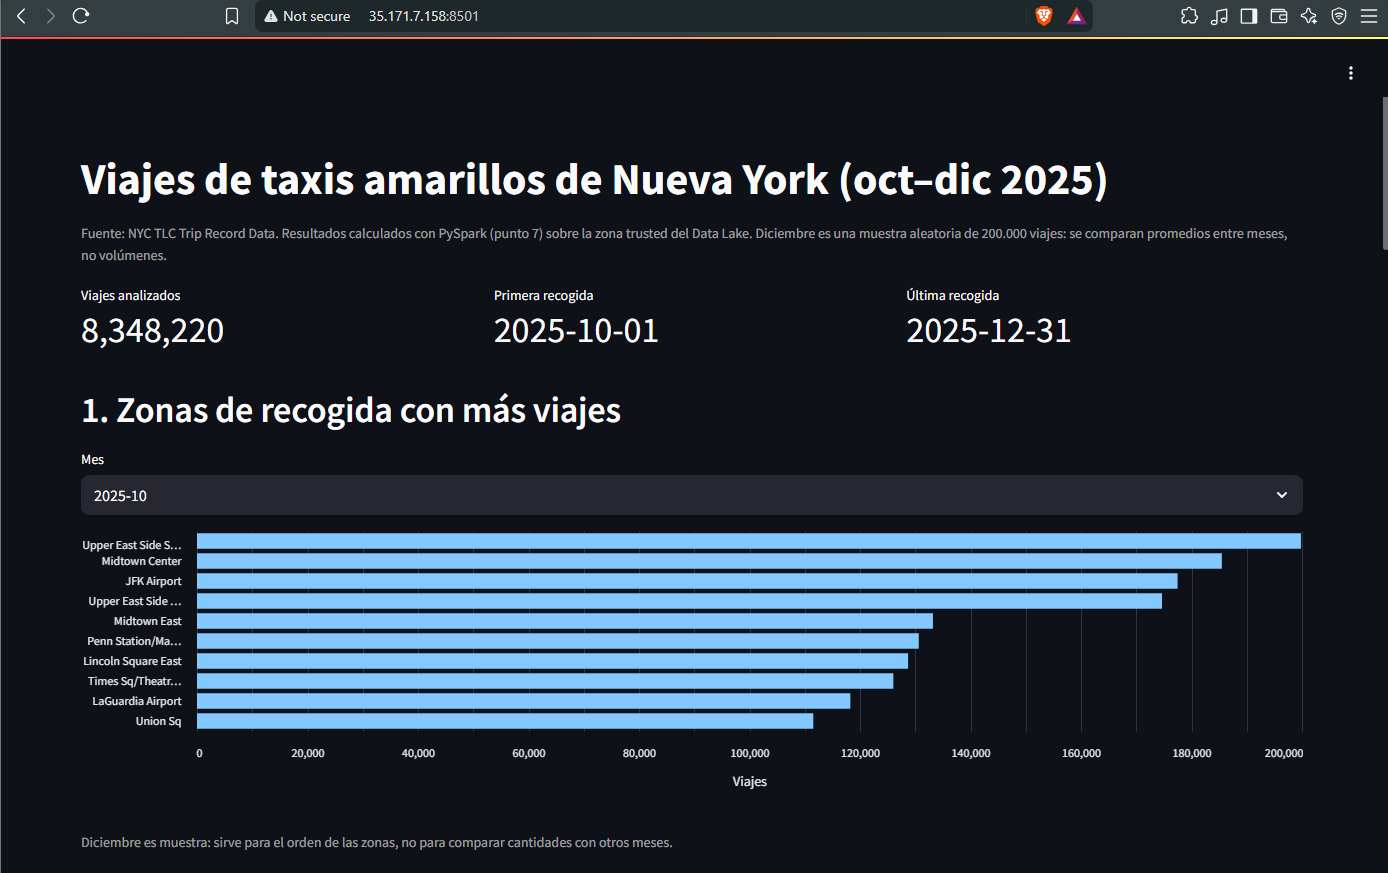 Not secure 35.171.7.158:8501
Viajes de taxis amarillos de Nueva York (oct–dic 2025)
Fuente: NYC TLC Trip Record Data. Resultados calculados con PySpark (punto 7) sobre la zona trusted del Data Lake. Diciembre es una muestra aleatoria de 200.000 viajes: se comparan promedios entre meses,
no volúmenes.
Viajes analizados Primera recogida Última recogida
8,348,220 2025-10-01 2025-12-31
1. Zonas de recogida con más viajes
Mes
2025-10
Upper East Side S…
Midtown Center
JFK Airport
Upper East Side …
Midtown East
Penn Station/Ma…
Lincoln Square East
Times Sq/Theatr…
LaGuardia Airport
Union Sq
0 20,000 40,000 60,000 80,000 100,000 120,000 140,000 160,000 180,000 200,000
Viajes
Diciembre es muestra: sirve para el orden de las zonas, no para comparar cantidades con otros meses.